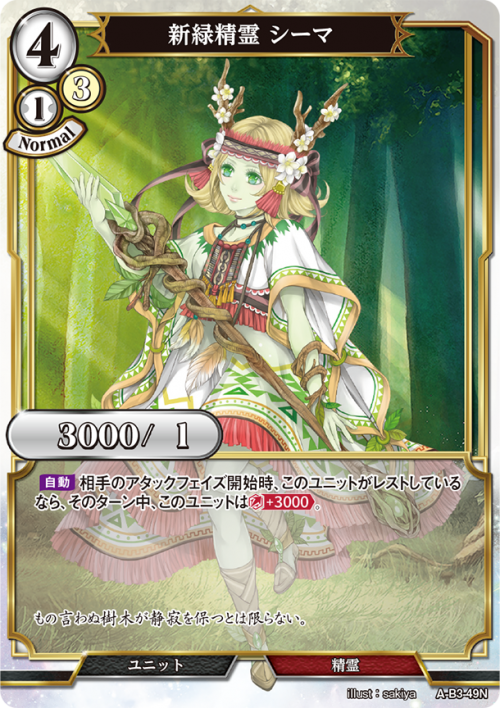 4
新緑精霊 シーマ
3
1
Normal
3000/ 1
自動 相手のアタックフェイズ開始時、このユニットがレストしている
なら、そのターン中、このユニットは+3000。
もの言わぬ樹木が静寂を保つとは限らない。
ユニット
精霊
illust：sakiya
A-B3-49N